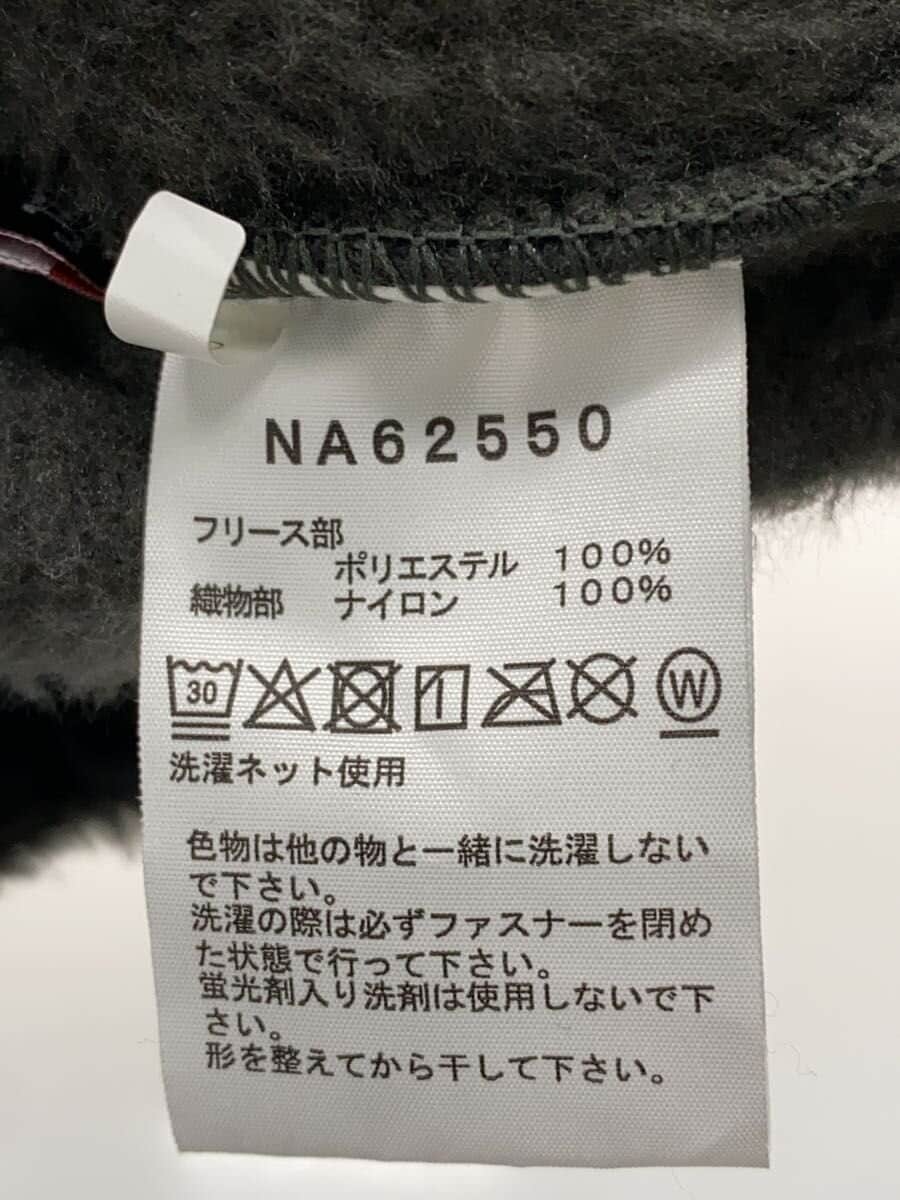 NA62550
フリース部
ポリエステル 100%
織物部 ナイロン 100%
30 W
洗濯ネット使用
色物は他の物と一緒に洗濯しない
で下さい。
洗濯の際は必ずファスナーを閉め
た状態で行って下さい。
蛍光剤入り洗剤は使用しないで下
さい。
形を整えてから干して下さい。